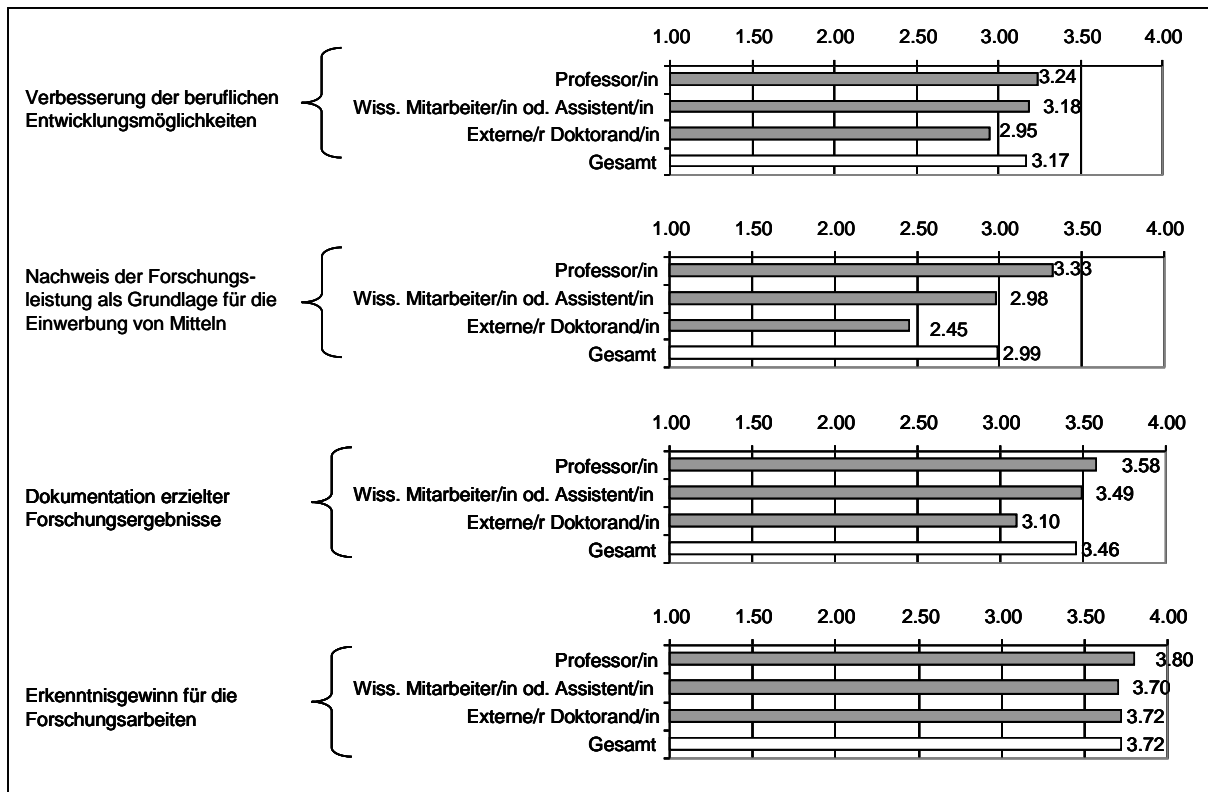 1.00 1.50 2.00 2.50 3.00 3.50 4.00
Verbesserung der beruflichen
Entwicklungsmöglichkeiten
Professor/in 3.24
Wiss. Mitarbeiter/in od. Assistent/in 3.18
Externe/r Doktorand/in 2.95
Gesamt 3.17
1.00 1.50 2.00 2.50 3.00 3.50 4.00
Nachweis der Forschungs-
leistung als Grundlage für die
Einwerbung von Mitteln
Professor/in 3.33
Wiss. Mitarbeiter/in od. Assistent/in 2.98
Externe/r Doktorand/in 2.45
Gesamt 2.99
1.00 1.50 2.00 2.50 3.00 3.50 4.00
Dokumentation erzielter
Forschungsergebnisse
Professor/in 3.58
Wiss. Mitarbeiter/in od. Assistent/in 3.49
Externe/r Doktorand/in 3.10
Gesamt 3.46
1.00 1.50 2.00 2.50 3.00 3.50 4.00
Erkenntnisgewinn für die
Forschungsarbeiten
Professor/in 3.80
Wiss. Mitarbeiter/in od. Assistent/in 3.70
Externe/r Doktorand/in 3.72
Gesamt 3.72